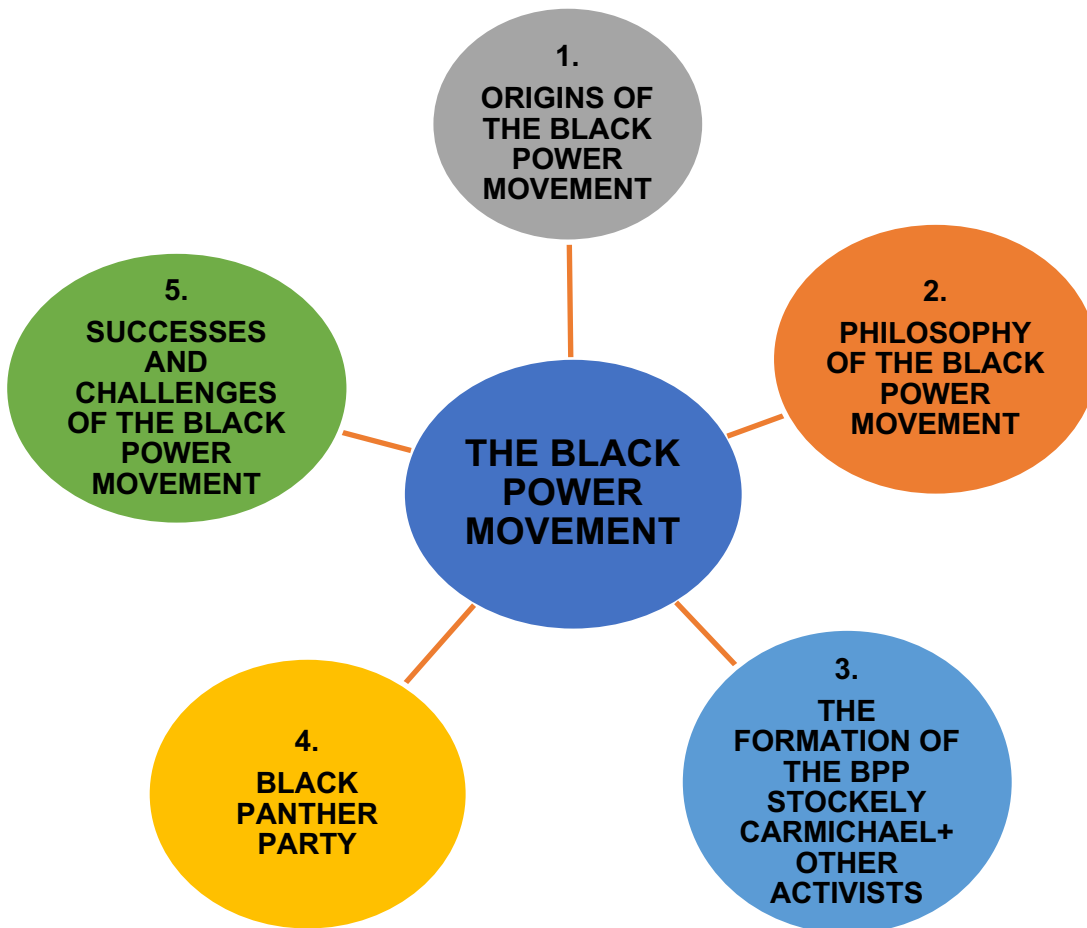 1.
ORIGINS OF
THE BLACK
POWER
MOVEMENT
2.
PHILOSOPHY
OF THE BLACK
POWER
MOVEMENT
3.
THE
FORMATION OF
THE BPP
STOCKELY
CARMICHAEL+
OTHER
ACTIVISTS
4.
BLACK
PANTHER
PARTY
5.
SUCCESSES
AND
CHALLENGES
OF THE BLACK
POWER
MOVEMENT
THE BLACK
POWER
MOVEMENT